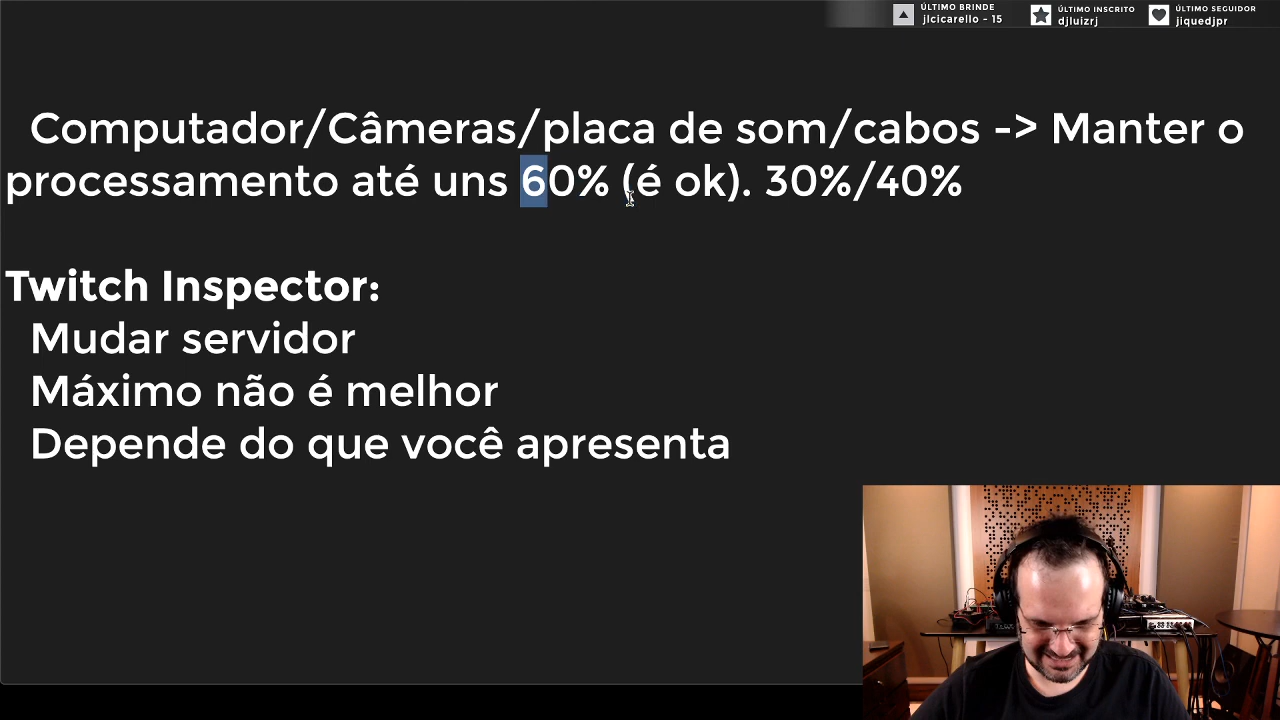 ÚLTIMO BRINDE
jlcicarello - 15
ÚLTIMO INSCRITO
djluizrj
ÚLTIMO SEGUIDOR
jiquedjpr
Computador/Câmeras/placa de som/cabos -> Manter o
processamento até uns 60% (é ok). 30%/40%
Twitch Inspector:
Mudar servidor
Máximo não é melhor
Depende do que você apresenta